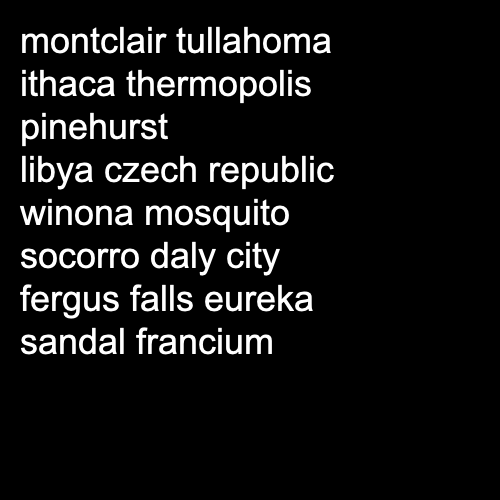 montclair tullahoma
ithaca thermopolis
pinehurst
libya czech republic
winona mosquito
socorro daly city
fergus falls eureka
sandal francium